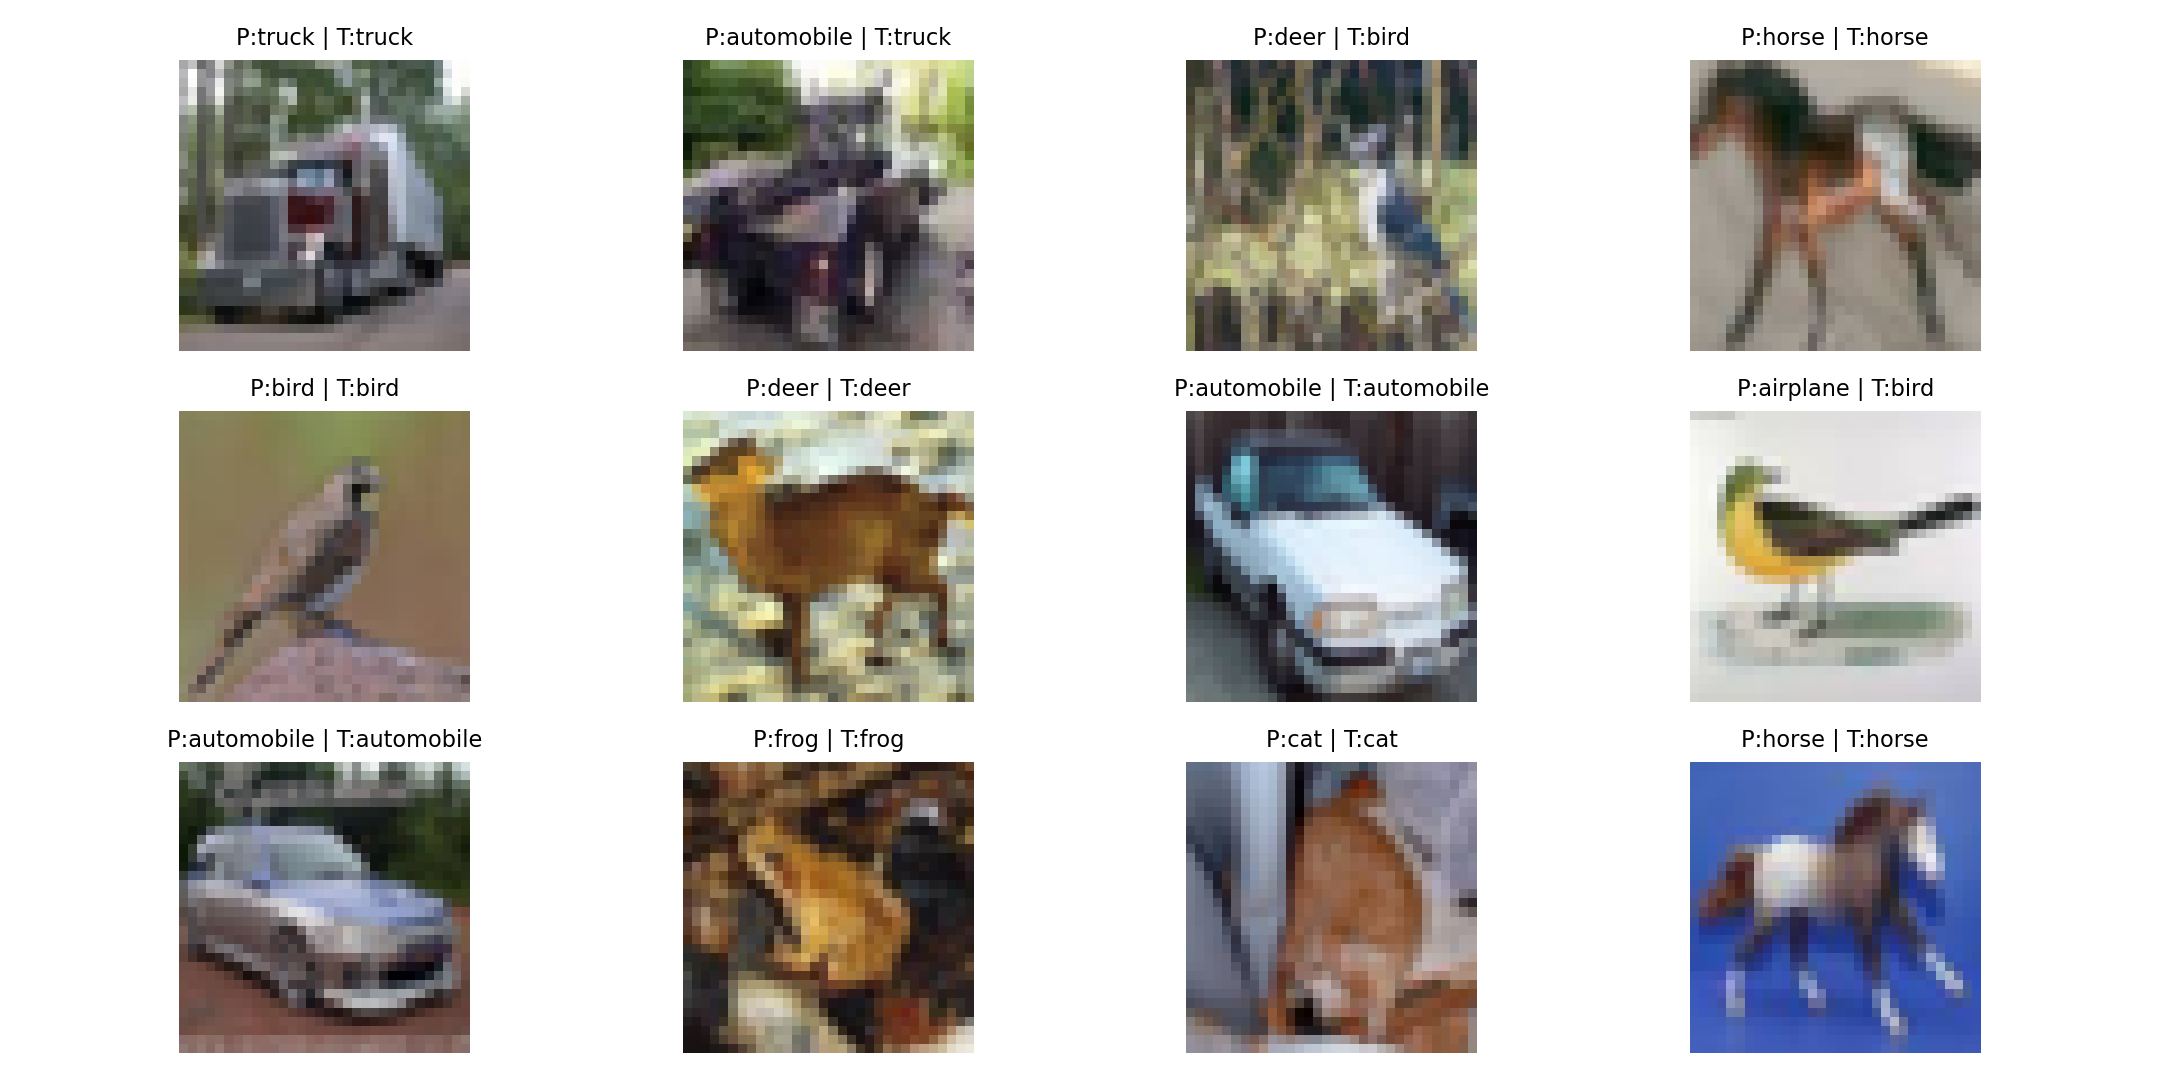 P:truck | T:truck
P:automobile | T:truck
P:deer | T:bird
P:horse | T:horse
P:bird | T:bird
P:deer | T:deer
P:automobile | T:automobile
P:airplane | T:bird
P:automobile | T:automobile
P:frog | T:frog
P:cat | T:cat
P:horse | T:horse